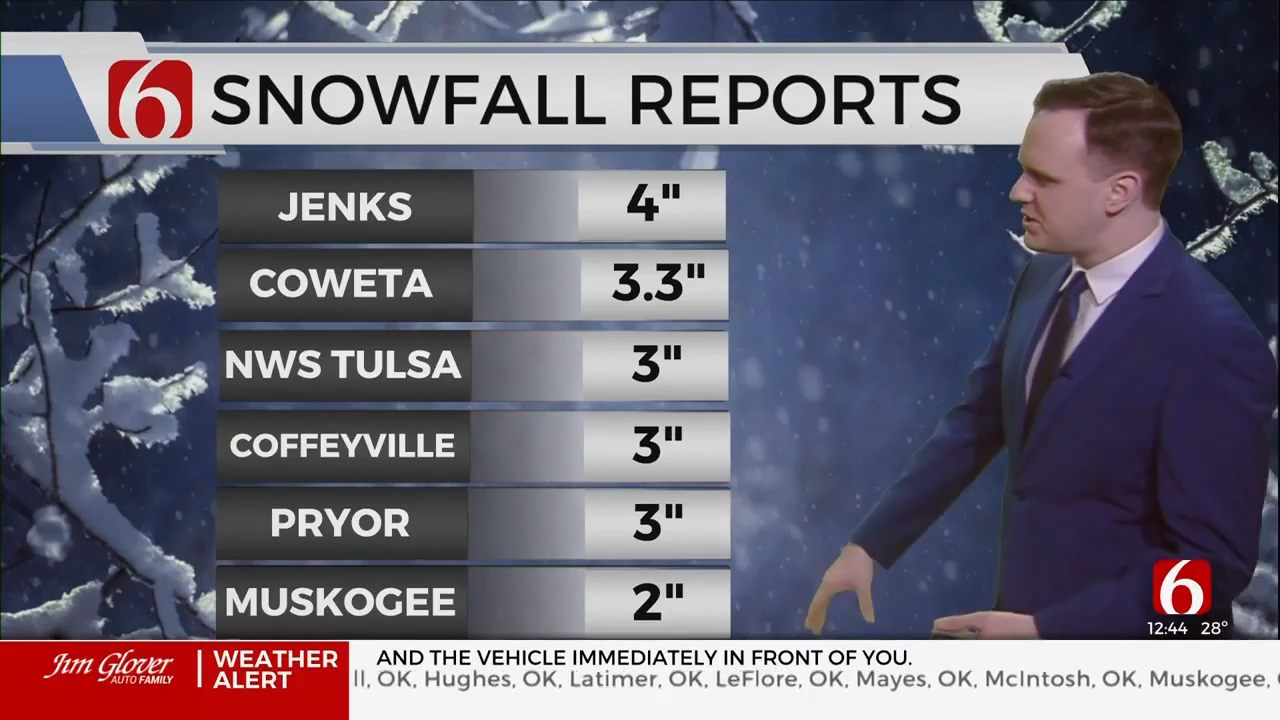 6 SNOWFALL REPORTS
JENKS 4"
COWETA 3.3"
NWS TULSA 3"
COFFEYVILLE 3"
PRYOR 3"
MUSKOGEE 2"
6
12:44 28°
Jim Glover
AUTO FAMILY
WEATHER
ALERT
AND THE VEHICLE IMMEDIATELY IN FRONT OF YOU.
ll, OK, Hughes, OK, Latimer, OK, LeFlore, OK, Mayes, OK, McIntosh, OK, Muskogee,